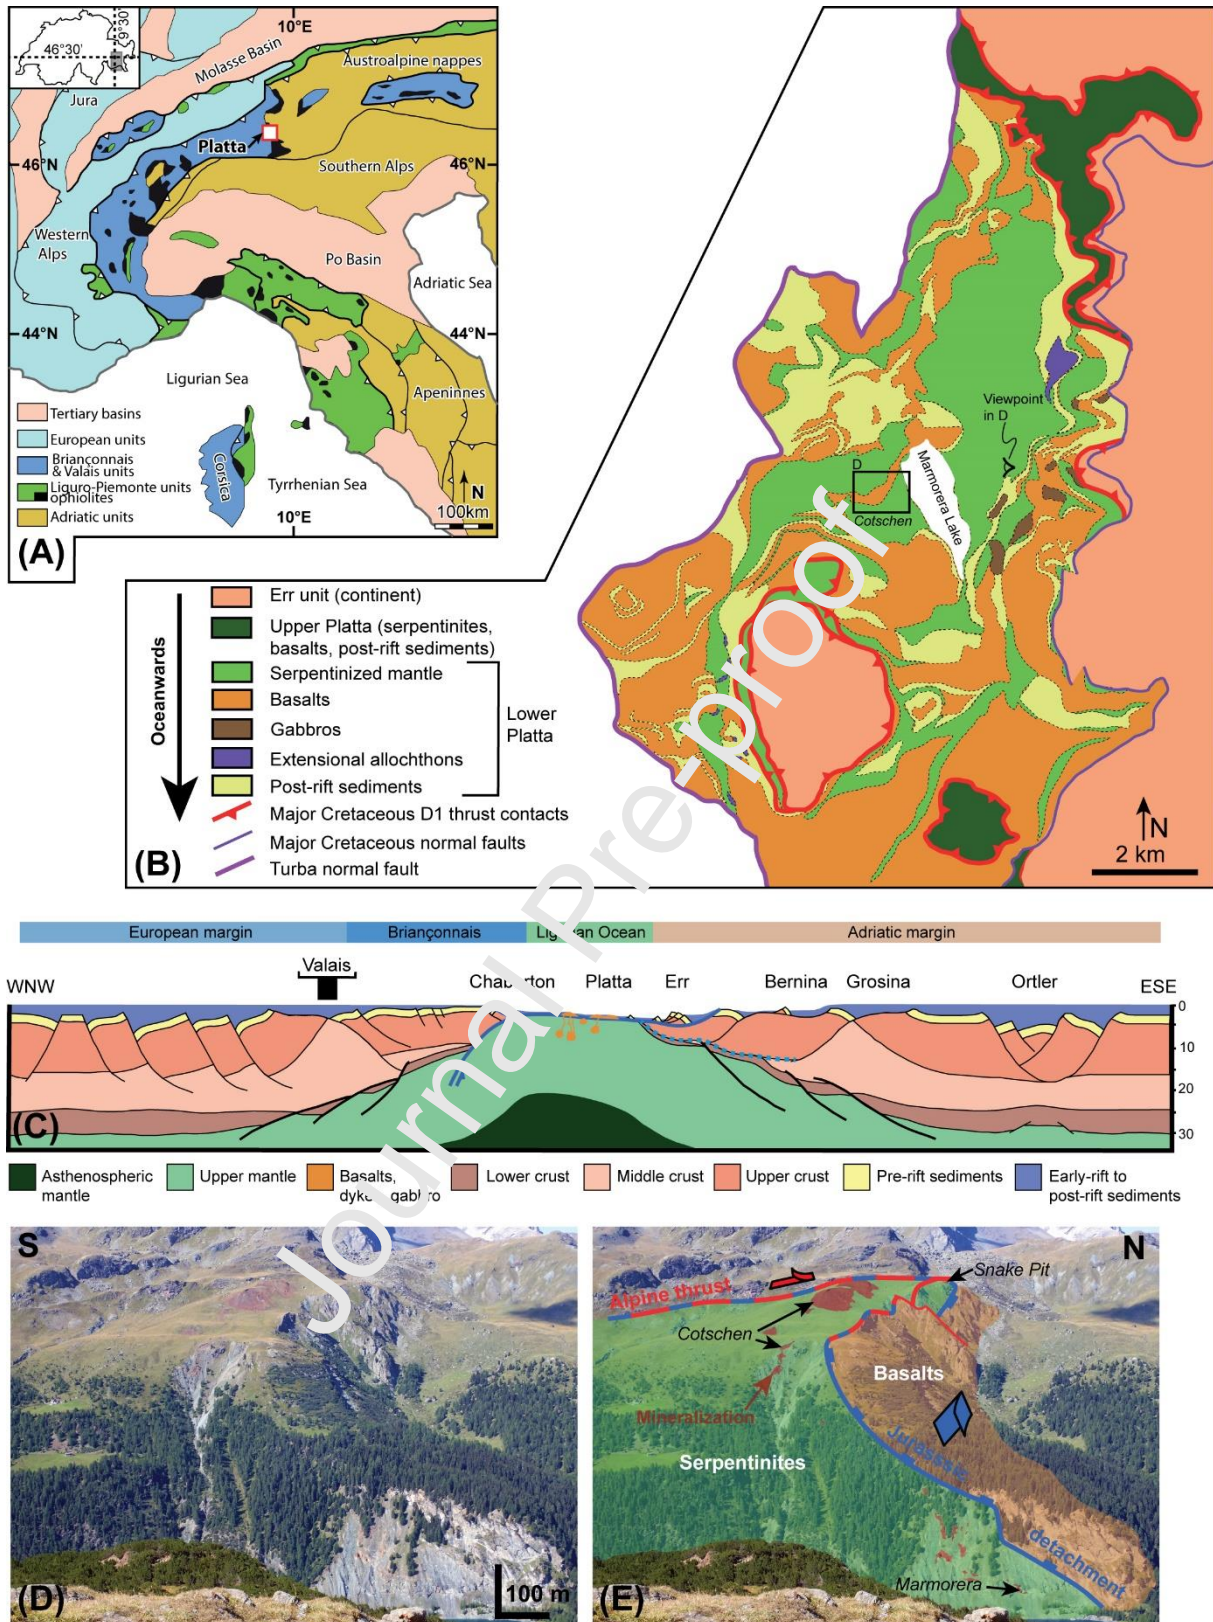 10°E
9°30'
46°30'
Molasse Basin
Austroalpine nappes
Jura
Platta
46°N
46°N
Southern Alps
Western
Alps
Po Basin
Adriatic Sea
44°N
44°N
Ligurian Sea
Apeninnes
Tertiary basins
European units
Briançonnais
& Valais units
Liguro-Piemonte units
ophiolites
Adriatic units
Corsica
Tyrrhenian Sea
10°E
N
100km
(A)
Viewpoint
in D
D
Cotschen
Marmorera Lake
Oceanwards
Err unit (continent)
Upper Platta (serpentinites,
basalts, post-rift sediments)
Serpentinized mantle
Basalts
Gabbros
Extensional allochthons
Post-rift sediments
Lower
Platta
Major Cretaceous D1 thrust contacts
Major Cretaceous normal faults
Turba normal fault
(B)
N
2 km
European margin
Briançonnais
Ligurian Ocean
Adriatic margin
WNW
Valais
Chaberton
Platta
Err
Bernina
Grosina
Ortler
ESE
0
10
20
30
(C)
Asthenospheric
mantle
Upper mantle
Basalts,
dykes, gabbro
Lower crust
Middle crust
Upper crust
Pre-rift sediments
Early-rift to
post-rift sediments
S
(D)
100 m
N
Alpine thrust
Snake Pit
Cotschen
Basalts
Mineralization
Serpentinites
Jurassic
detachment
Marmorera
(E)
Journal Pre-proof